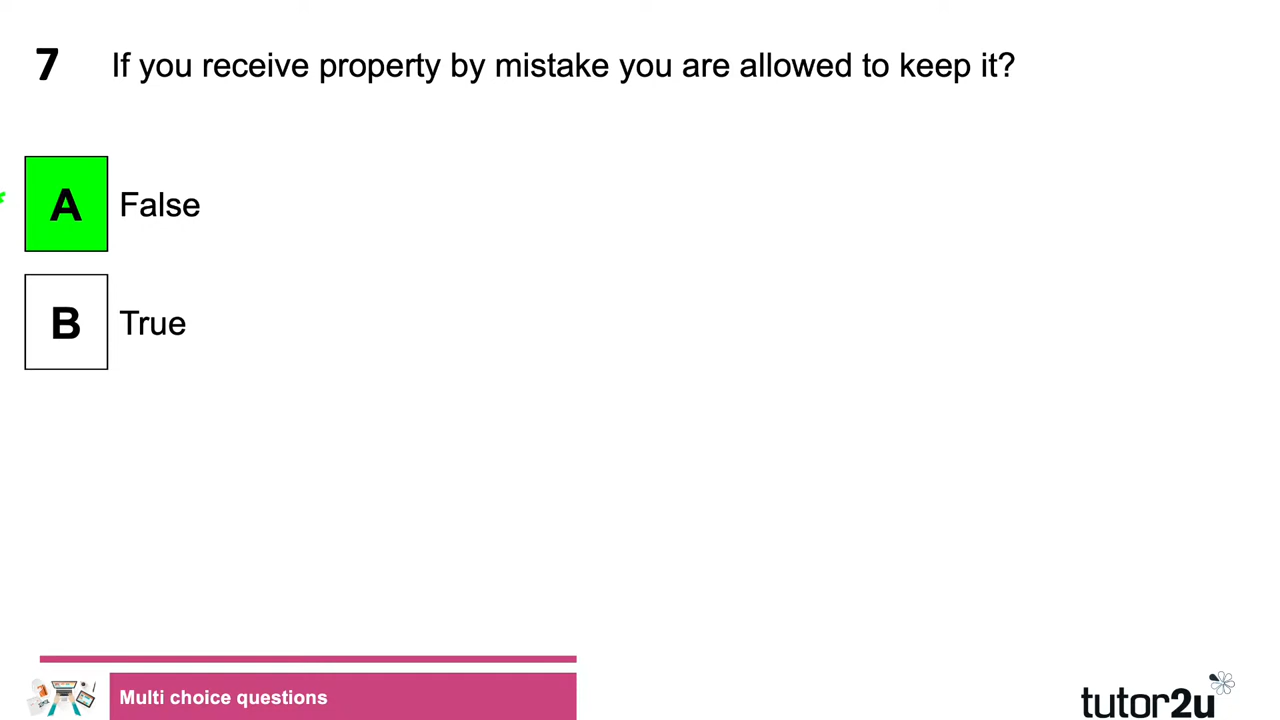 7 If you receive property by mistake you are allowed to keep it?
A False
B True
Multi choice questions
tutor2u